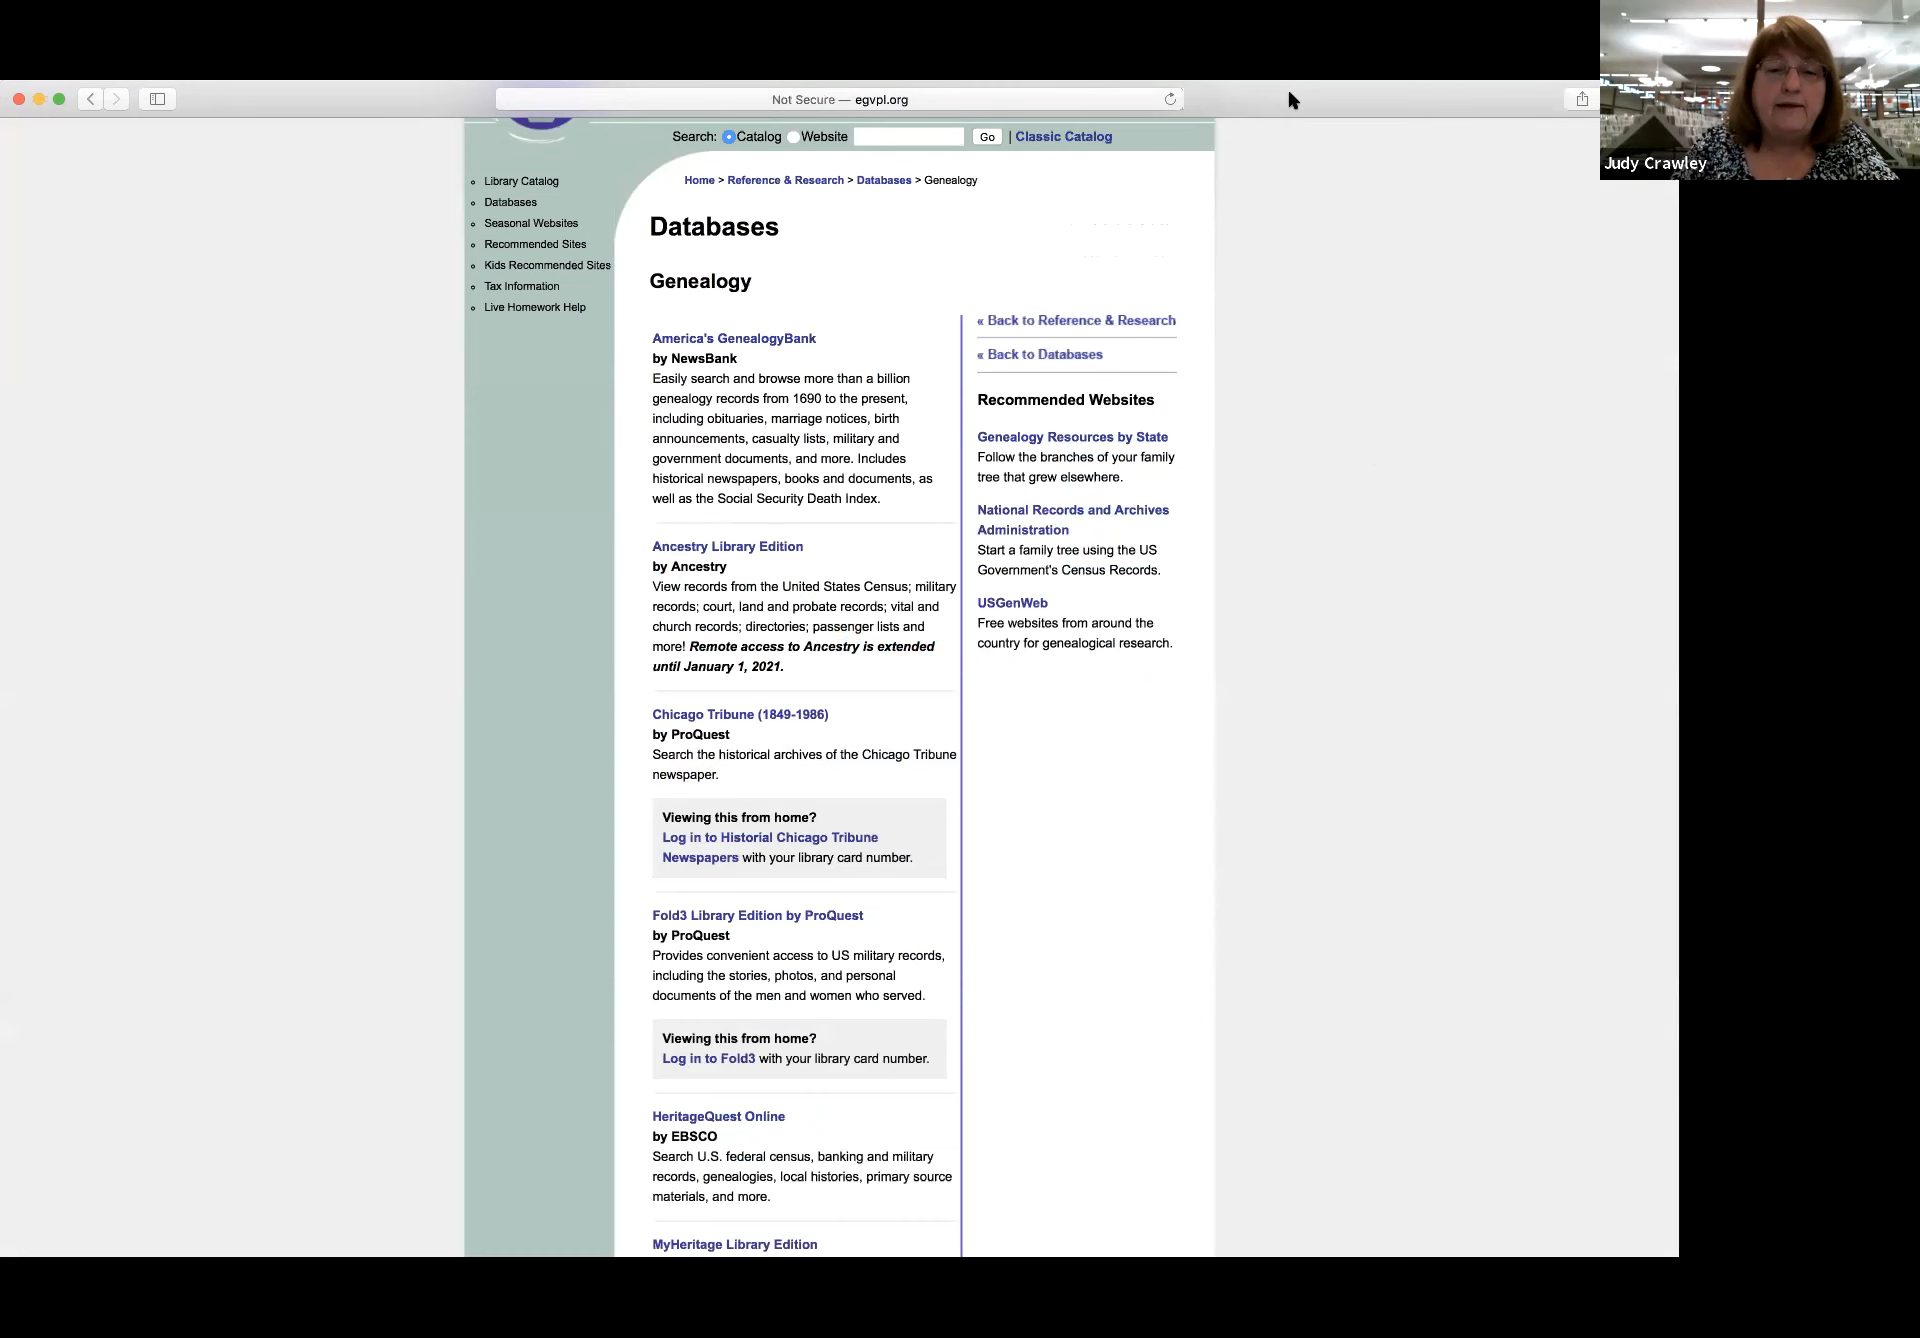 Not Secure — egvpl.org
Search: Catalog Website Go | Classic Catalog
Judy Crawley
Library Catalog
Databases
Seasonal Websites
Recommended Sites
Kids Recommended Sites
Tax Information
Live Homework Help
Home > Reference & Research > Databases > Genealogy
Databases
Genealogy
America's GenealogyBank
by NewsBank
Easily search and browse more than a billion
genealogy records from 1690 to the present,
including obituaries, marriage notices, birth
announcements, casualty lists, military and
government documents, and more. Includes
historical newspapers, books and documents, as
well as the Social Security Death Index.
Ancestry Library Edition
by Ancestry
View records from the United States Census; military
records; court, land and probate records; vital and
church records; directories; passenger lists and
more! Remote access to Ancestry is extended
until January 1, 2021.
Chicago Tribune (1849-1986)
by ProQuest
Search the historical archives of the Chicago Tribune
newspaper.
Viewing this from home?
Log in to Historial Chicago Tribune
Newspapers with your library card number.
Fold3 Library Edition by ProQuest
by ProQuest
Provides convenient access to US military records,
including the stories, photos, and personal
documents of the men and women who served.
Viewing this from home?
Log in to Fold3 with your library card number.
HeritageQuest Online
by EBSCO
Search U.S. federal census, banking and military
records, genealogies, local histories, primary source
materials, and more.
MyHeritage Library Edition
« Back to Reference & Research
« Back to Databases
Recommended Websites
Genealogy Resources by State
Follow the branches of your family
tree that grew elsewhere.
National Records and Archives
Administration
Start a family tree using the US
Government's Census Records.
USGenWeb
Free websites from around the
country for genealogical research.